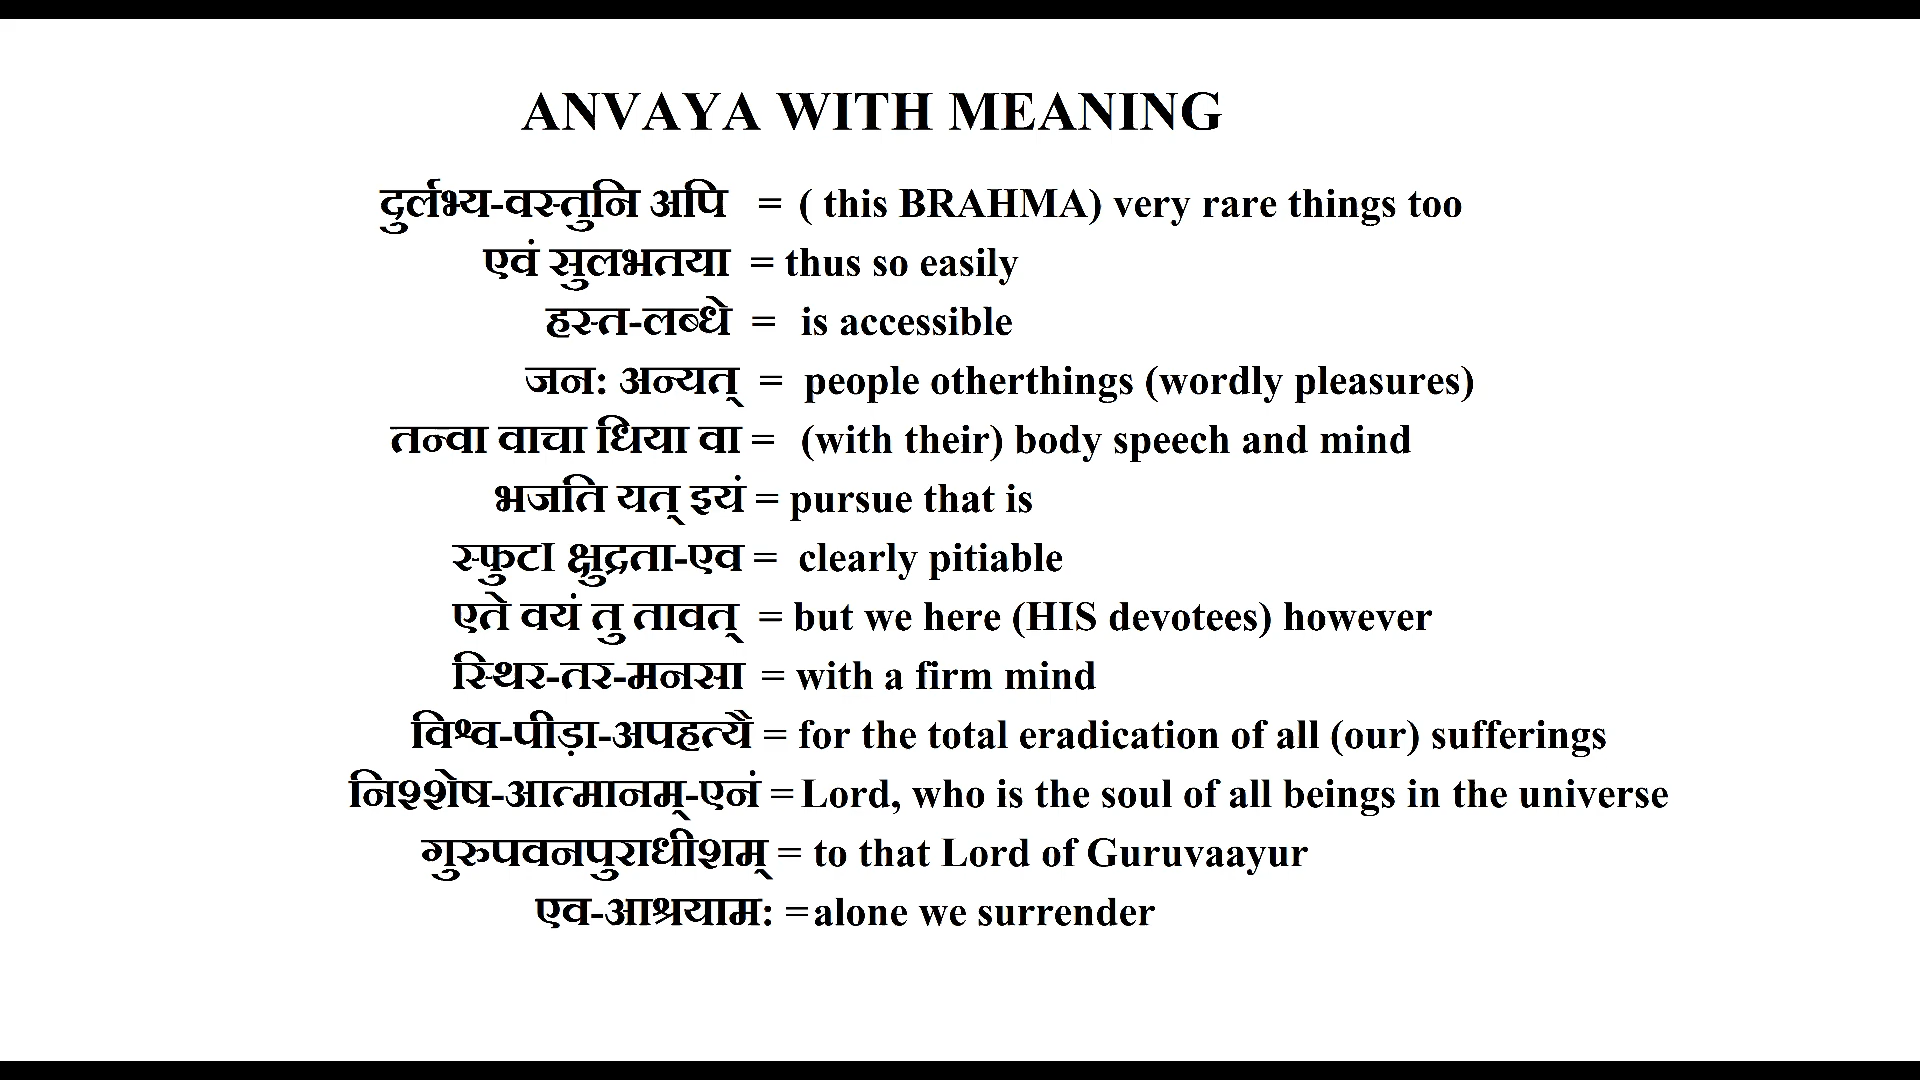 ANVAYA WITH MEANING
दुर्लभ्य-वस्तुनि अपि = ( this BRAHMA) very rare things too
एवं सुलभतया = thus so easily
हस्त-लब्धे = is accessible
जन: अन्यत् = people otherthings (wordly pleasures)
तन्वा वाचा धिया वा = (with their) body speech and mind
भजति यत् इयं = pursue that is
स्फुटा क्षुद्रता-एव = clearly pitiable
एते वयं तु तावत् = but we here (HIS devotees) however
स्थिर-तर-मनसा = with a firm mind
विश्व-पीड़ा-अपहत्यै = for the total eradication of all (our) sufferings
निश्शेष-आत्मानम्-एनं = Lord, who is the soul of all beings in the universe
गुरुपवनपुराधीशम् = to that Lord of Guruvaayur
एव-आश्रयाम: = alone we surrender